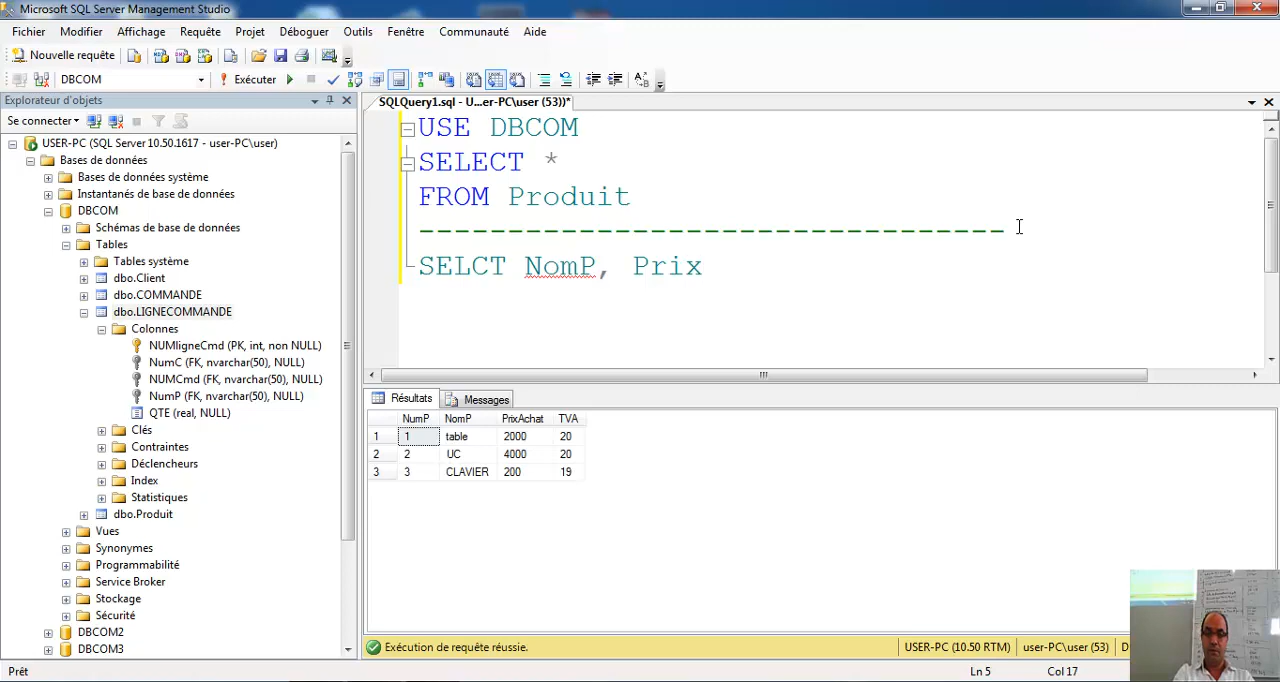 Microsoft SQL Server Management Studio
Fichier Modifier Affichage Requête Projet Déboguer Outils Fenêtre Communauté Aide
Nouvelle requête
DBCOM Exécuter
Explorateur d'objets
SQLQuery1.sql - U...er-PC\user (53))*
Se connecter
USER-PC (SQL Server 10.50.1617 - user-PC\user)
Bases de données
Bases de données système
Instantanés de base de données
DBCOM
Schémas de base de données
Tables
Tables système
dbo.Client
dbo.COMMANDE
dbo.LIGNECOMMANDE
Colonnes
NUMligneCmd (PK, int, non NULL)
NumC (FK, nvarchar(50), NULL)
NUMCmd (FK, nvarchar(50), NULL)
NumP (FK, nvarchar(50), NULL)
QTE (real, NULL)
Clés
Contraintes
Déclencheurs
Index
Statistiques
dbo.Produit
Vues
Synonymes
Programmabilité
Service Broker
Stockage
Sécurité
DBCOM2
DBCOM3
USE DBCOM
SELECT *
FROM Produit
---------------------------------
SELCT NomP, Prix
Résultats Messages
NumP NomP PrixAchat TVA
1 1 table 2000 20
2 2 UC 4000 20
3 3 CLAVIER 200 19
Exécution de requête réussie. USER-PC (10.50 RTM) user-PC\user (53) D
Prêt Ln 5 Col 17